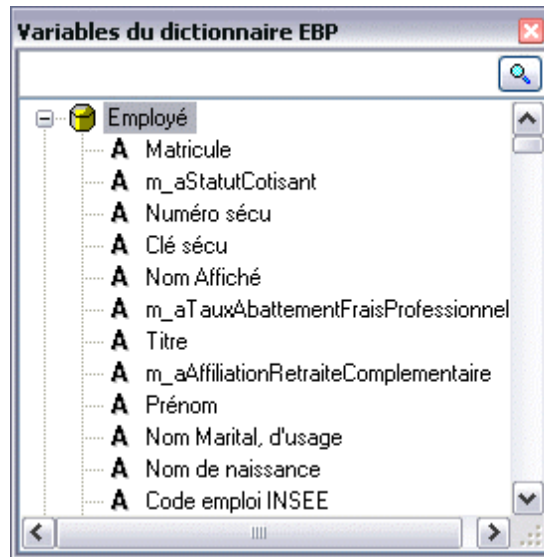 Variables du dictionnaire EBP
Employé
A Matricule
A m_aStatutCotisant
A Numéro sécu
A Clé sécu
A Nom Affiché
A m_aTauxAbattementFraisProfessionnel
A Titre
A m_aAffiliationRetraiteComplementaire
A Prénom
A Nom Marital, d'usage
A Nom de naissance
A Code emploi INSEE